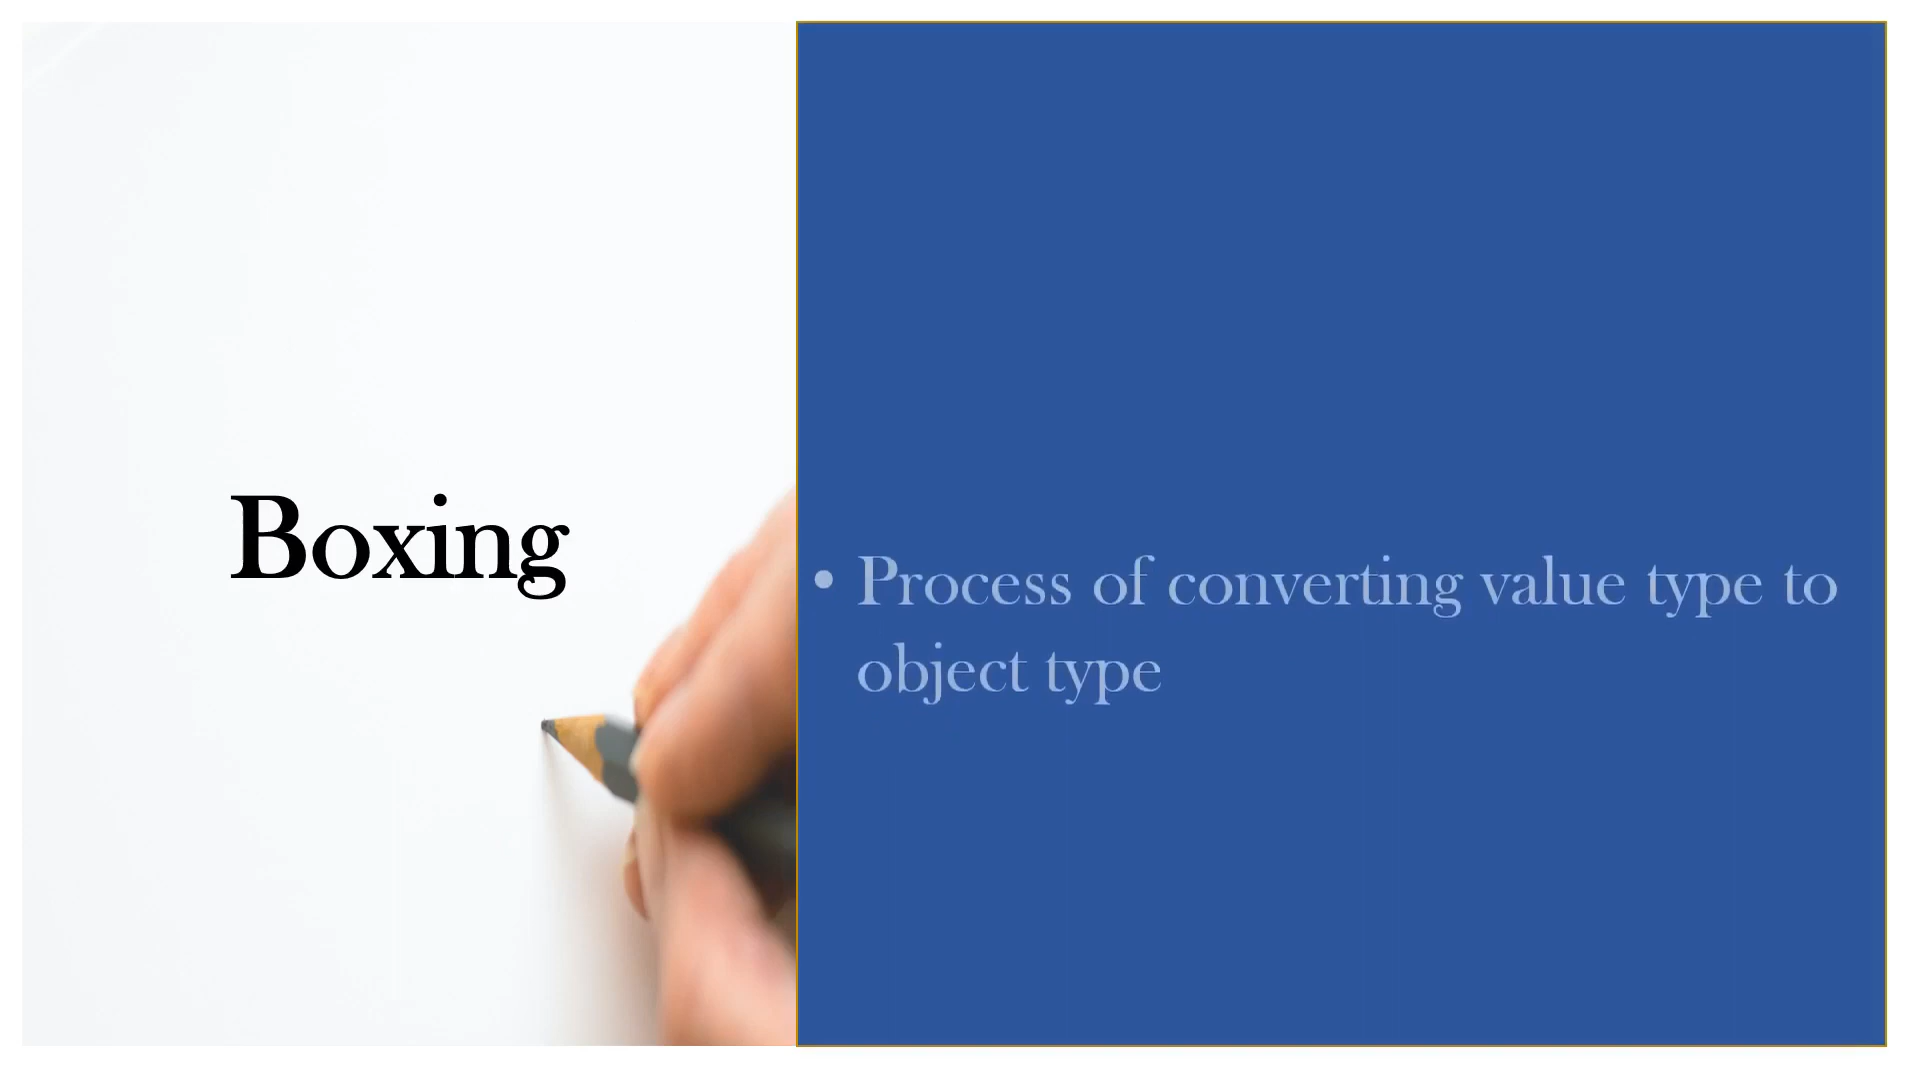 Boxing
• Process of converting value type to
object type